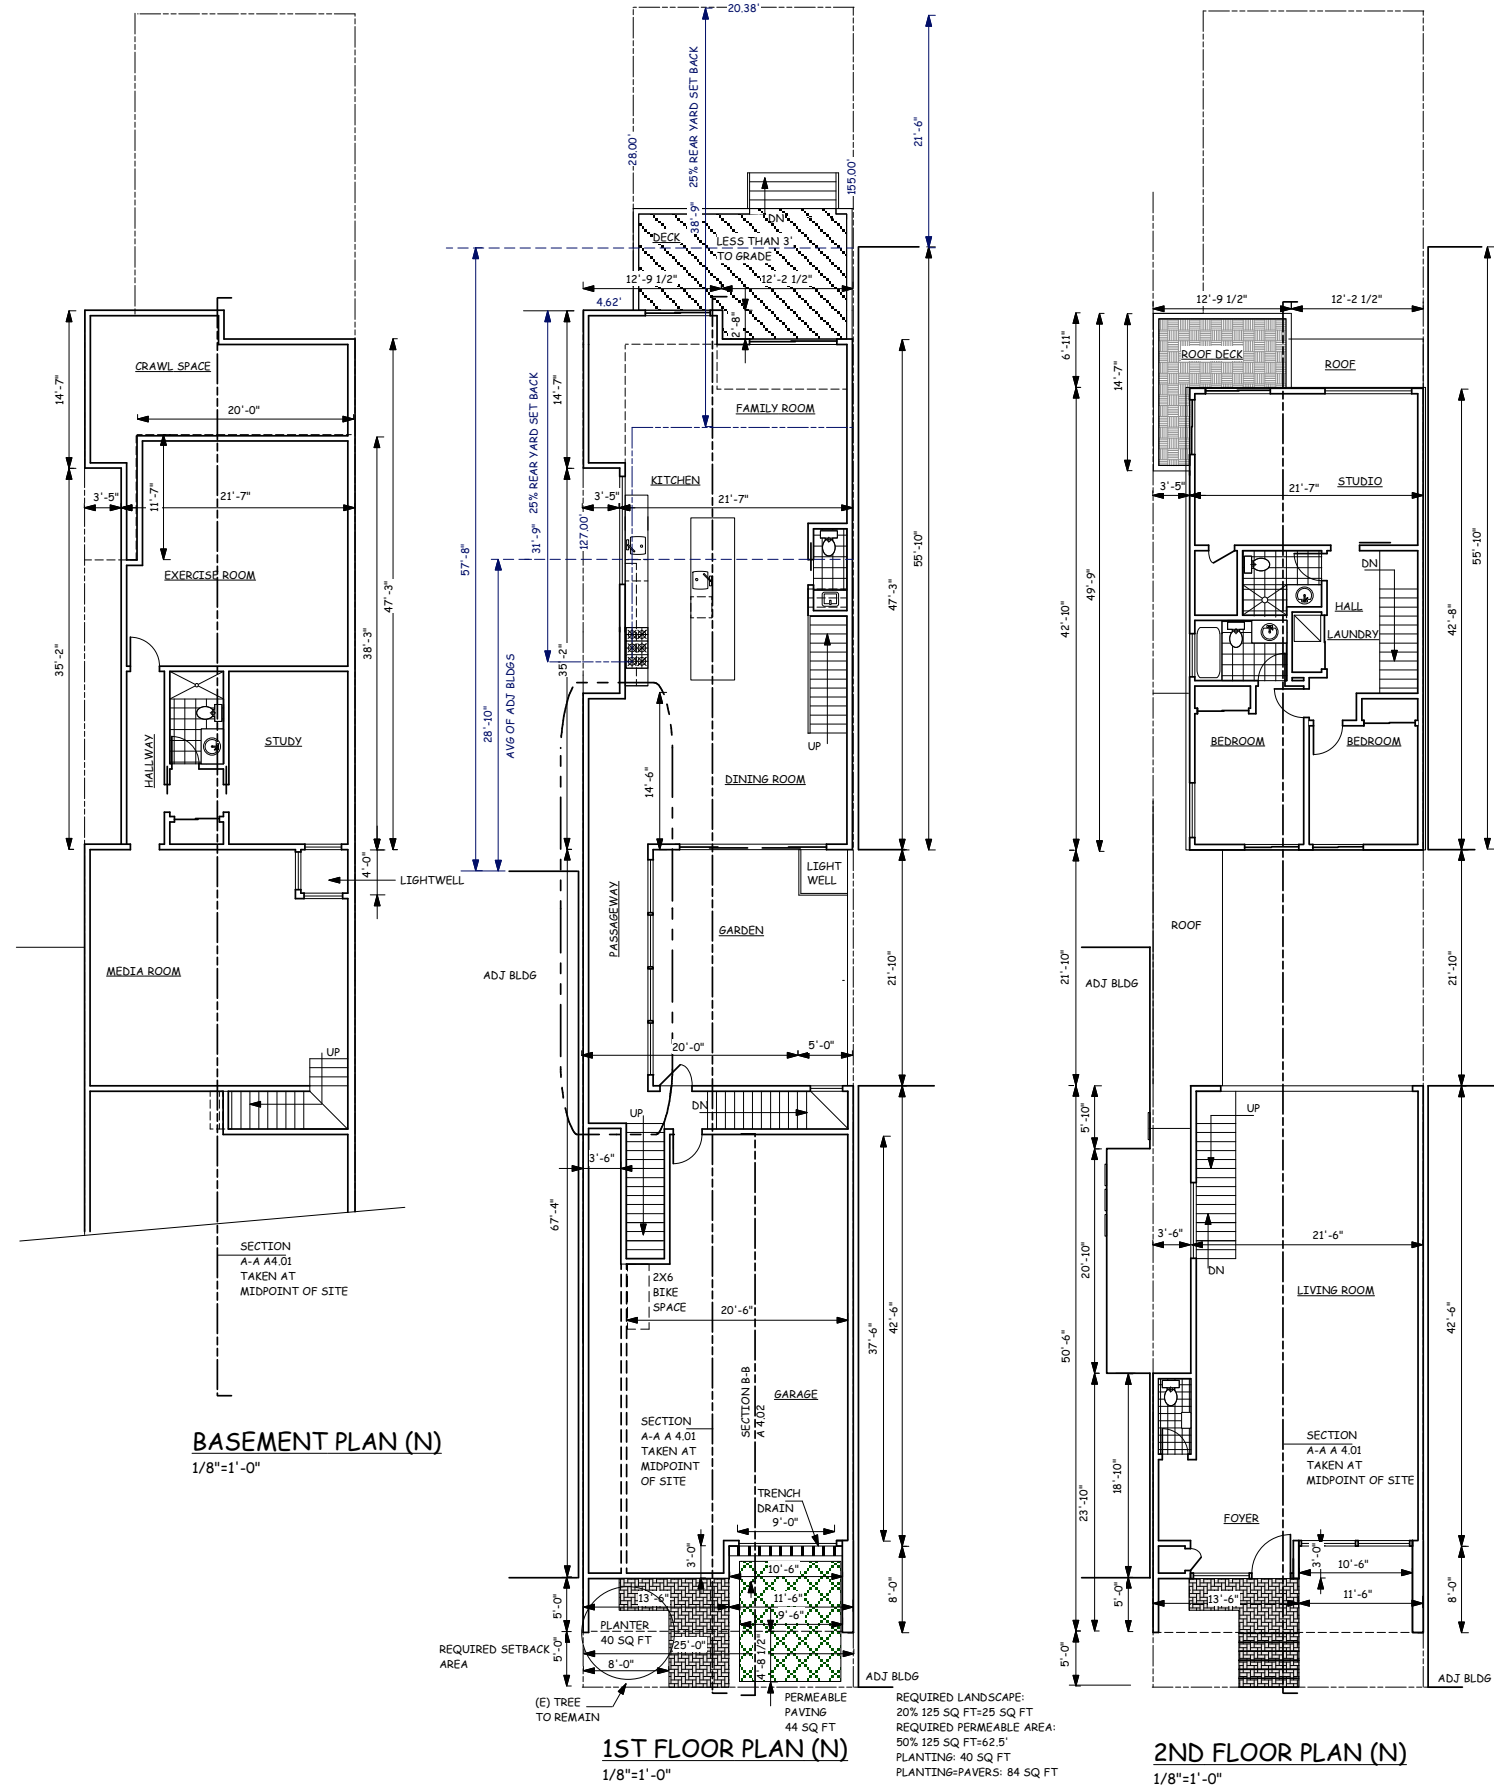 CRAWL SPACE
14'-7"
20'-0"
3'-5"
11'-7"
21'-7"
EXERCISE ROOM
47'-3"
38'-3"
35'-2"
HALLWAY
STUDY
4'-0"
LIGHTWELL
MEDIA ROOM
UP
SECTION
A-A A4.01
TAKEN AT
MIDPOINT OF SITE
BASEMENT PLAN (N)
1/8"=1'-0"
20.38'
28.00'
38'-9" 25% REAR YARD SET BACK
155.00'
21'-6"
DN
DECK
LESS THAN 3'
TO GRADE
12'-9 1/2"
12'-2 1/2"
4.62'
2'-8"
14'-7"
31'-9" 25% REAR YARD SET BACK
FAMILY ROOM
KITCHEN
3'-5"
21'-7"
127.00'
57'-8"
55'-10"
47'-3"
35'-2"
28'-10"
AVG OF ADJ BLDGS
UP
14'-6"
DINING ROOM
LIGHT
WELL
PASSAGEWAY
GARDEN
ADJ BLDG
21'-10"
20'-0"
5'-0"
UP
DN
3'-6"
67'-4"
2X6
BIKE
SPACE
20'-6"
37'-6"
42'-6"
SECTION B-B
A 4.02
GARAGE
SECTION
A-A A 4.01
TAKEN AT
MIDPOINT
OF SITE
TRENCH
DRAIN
9'-0"
3'-0"
10'-6"
8'-0"
13'-6"
11'-6"
9'-6"
5'-0"
PLANTER
40 SQ FT
25'-0"
8'-0"
4'-8 1/2"
5'-0"
REQUIRED SETBACK
AREA
(E) TREE
TO REMAIN
ADJ BLDG
PERMEABLE
PAVING
44 SQ FT
REQUIRED LANDSCAPE:
20% 125 SQ FT=25 SQ FT
REQUIRED PERMEABLE AREA:
50% 125 SQ FT=62.5'
PLANTING: 40 SQ FT
PLANTING=PAVERS: 84 SQ FT
1ST FLOOR PLAN (N)
1/8"=1'-0"
12'-9 1/2"
12'-2 1/2"
6'-11"
14'-7"
ROOF DECK
ROOF
3'-5"
21'-7"
STUDIO
42'-10"
49'-9"
55'-10"
42'-8"
DN
HALL
LAUNDRY
BEDROOM
BEDROOM
ROOF
21'-10"
ADJ BLDG
21'-10"
5'-10"
UP
3'-6"
21'-6"
DN
20'-10"
50'-6"
LIVING ROOM
42'-6"
SECTION
A-A A 4.01
TAKEN AT
MIDPOINT OF SITE
18'-10"
23'-10"
FOYER
3'-0"
10'-6"
13'-6"
11'-6"
5'-0"
8'-0"
5'-0"
ADJ BLDG
2ND FLOOR PLAN (N)
1/8"=1'-0"